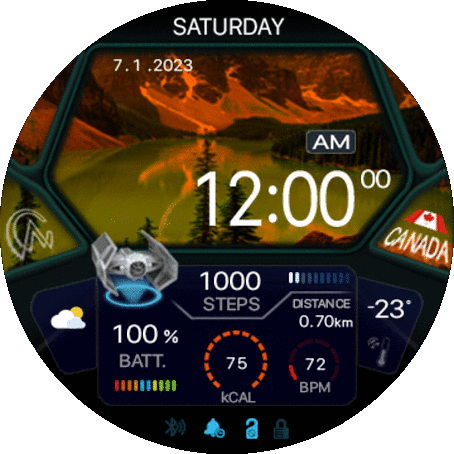 SATURDAY
7.1.2023
AM
12:00 00
CANADA
1000
STEPS
DISTANCE
0.70km
-23°
100 %
BATT.
75
kCAL
72
BPM